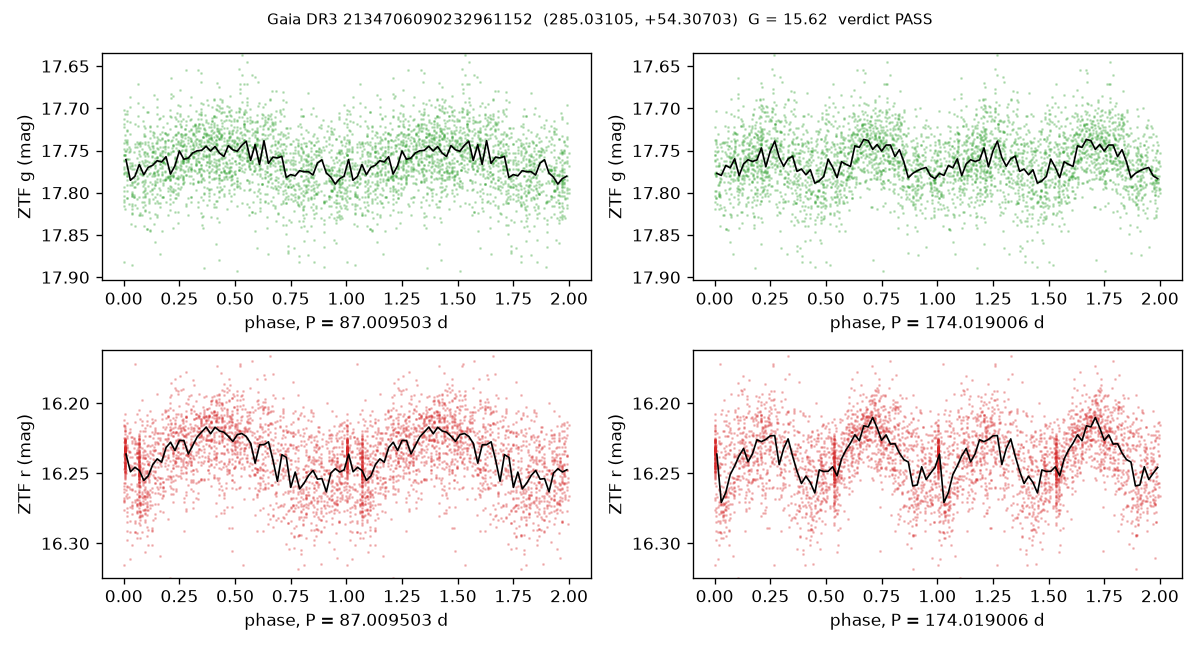 Gaia DR3 2134706090232961152 (285.03105, +54.30703) G = 15.62 verdict PASS
ZTF g (mag)
17.65
17.70
17.75
17.80
17.85
17.90
0.00 0.25 0.50 0.75 1.00 1.25 1.50 1.75 2.00
phase, P = 87.009503 d
ZTF g (mag)
17.65
17.70
17.75
17.80
17.85
17.90
0.00 0.25 0.50 0.75 1.00 1.25 1.50 1.75 2.00
phase, P = 174.019006 d
ZTF r (mag)
16.20
16.25
16.30
0.00 0.25 0.50 0.75 1.00 1.25 1.50 1.75 2.00
phase, P = 87.009503 d
ZTF r (mag)
16.20
16.25
16.30
0.00 0.25 0.50 0.75 1.00 1.25 1.50 1.75 2.00
phase, P = 174.019006 d